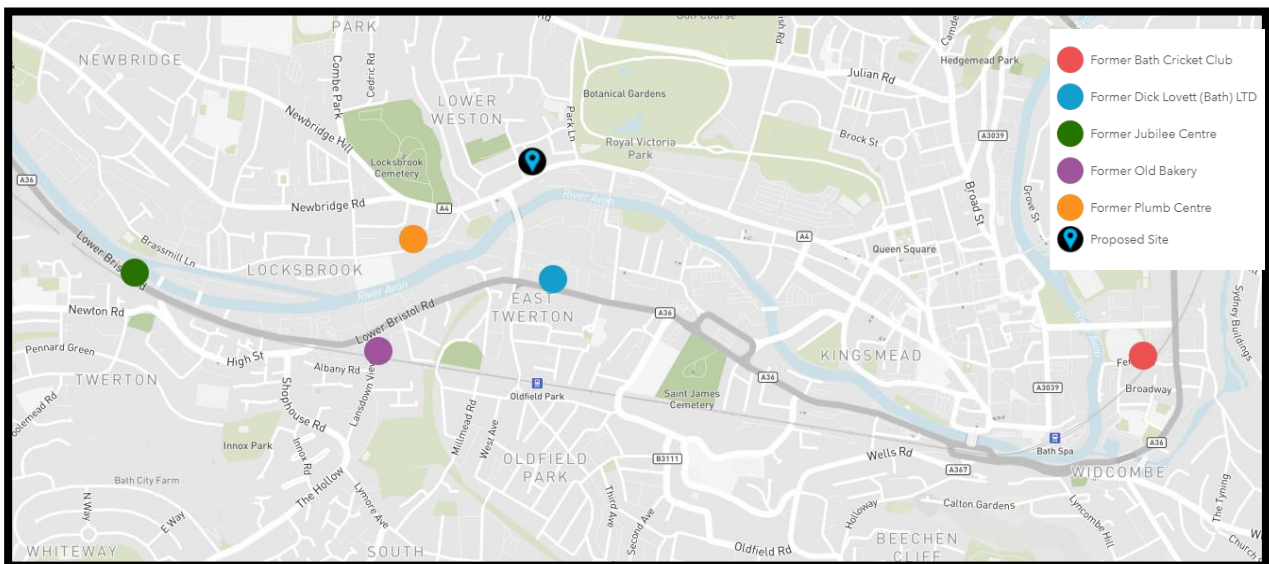 PARK
NEWBRIDGE
Combe Park
Cedric Rd
LOWER
WESTON
Park Ln
Botanical Gardens
Royal Victoria
Park
Julian Rd
Hedgemead Park
Brock St
A3039
Broad St
Grove St
Newbridge Hill
Locksbrook
Cemetery
Newbridge Rd
A4
River Avon
A4
Queen Square
A36
Brassmill Ln
LOCKSBROOK
River Avon
Newton Rd
Lower Bristol Rd
EAST
TWERTON
A36
Sydney Buildings
Pennard Green
High St
TWERTON
Albany Rd
Shophouse Rd
Oldfield Park
Saint James
Cemetery
A36
KINGSMEAD
A3039
Broadway
Millmead Rd
West Ave
Innox Park
Innox Rd
OLDFIELD
PARK
B3111
Wells Rd
A367
Bath Spa
A36
WIDCOMBE
Bath City Farm
The Hollow
N Way
E Way
Lymore Ave
Third Ave
Second Ave
Holloway
Calton Gardens
Lyncombe Hill
The Tyning
WHITEWAY
SOUTH
Oldfield Rd
BEECHEN
CLIFF
Former Bath Cricket Club
Former Dick Lovett (Bath) LTD
Former Jubilee Centre
Former Old Bakery
Former Plumb Centre
Proposed Site